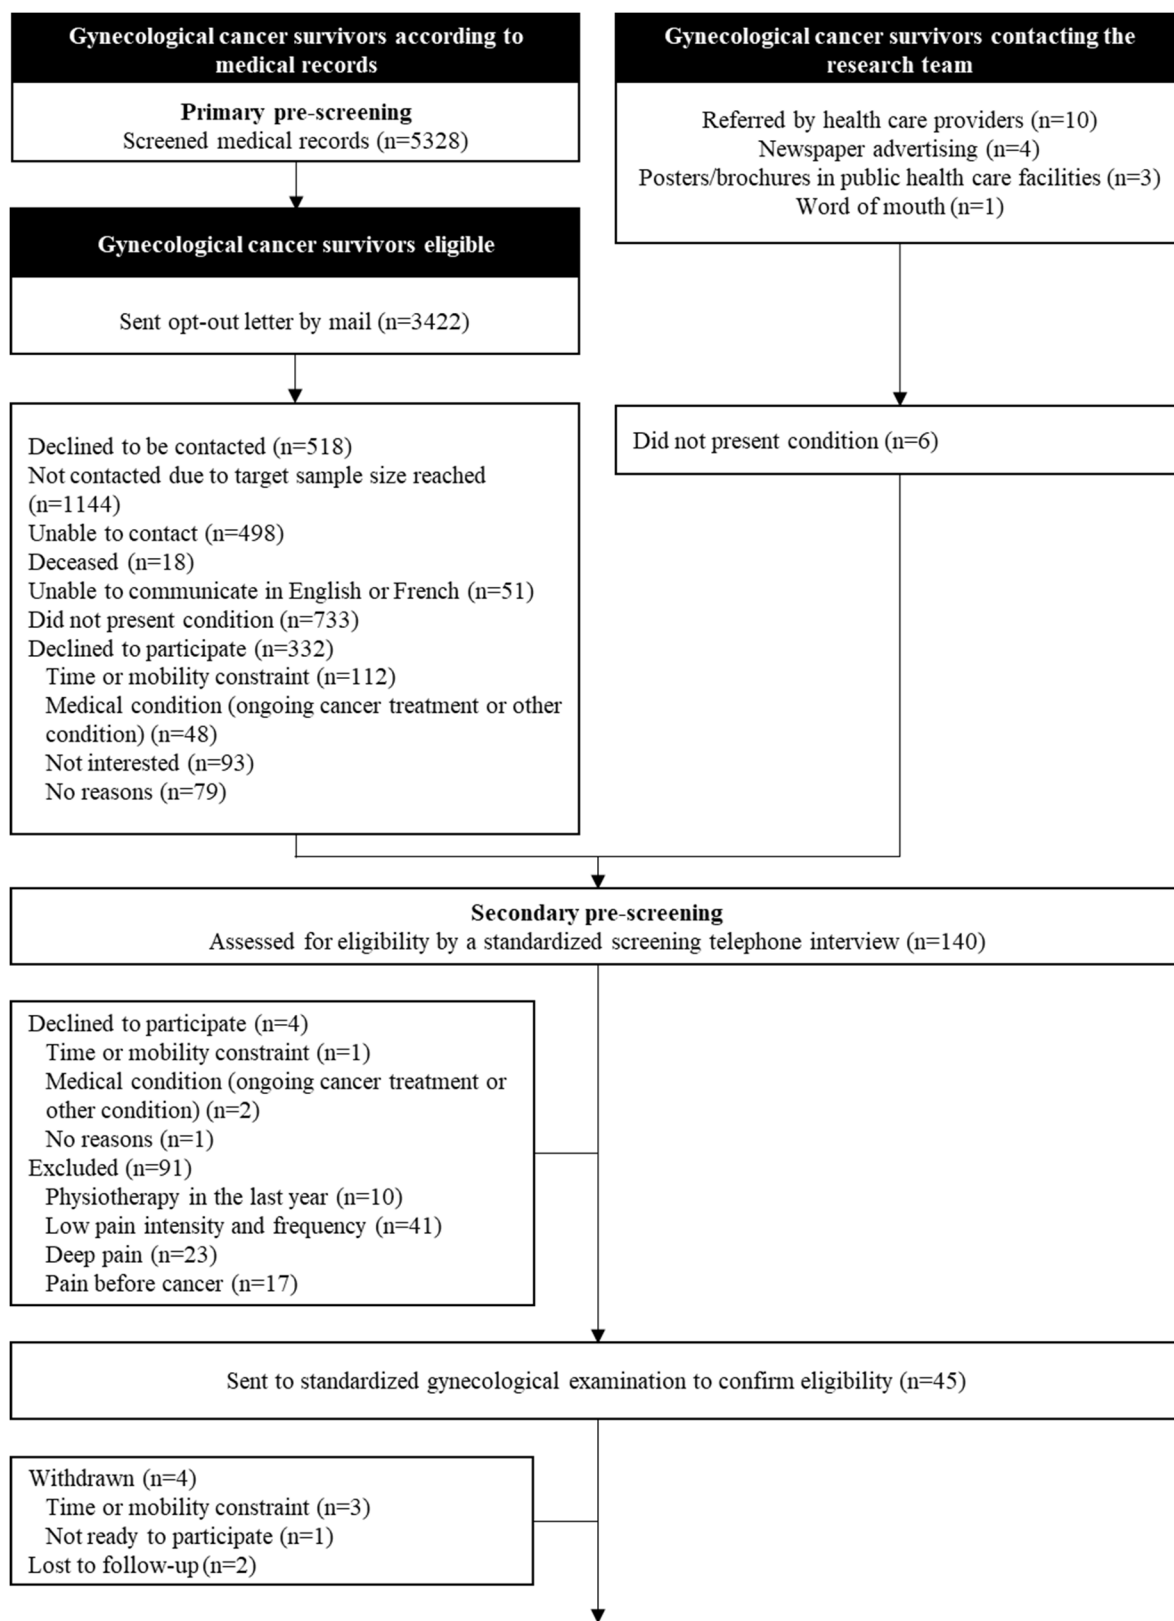 Gynecological cancer survivors according to
medical records
Primary pre-screening
Screened medical records (n=5328)
Gynecological cancer survivors contacting the
research team
Referred by health care providers (n=10)
Newspaper advertising (n=4)
Posters/brochures in public health care facilities (n=3)
Word of mouth (n=1)
Gynecological cancer survivors eligible
Sent opt-out letter by mail (n=3422)
Declined to be contacted (n=518)
Not contacted due to target sample size reached
(n=1144)
Unable to contact (n=498)
Deceased (n=18)
Unable to communicate in English or French (n=51)
Did not present condition (n=733)
Declined to participate (n=332)
Time or mobility constraint (n=112)
Medical condition (ongoing cancer treatment or other
condition) (n=48)
Not interested (n=93)
No reasons (n=79)
Did not present condition (n=6)
Secondary pre-screening
Assessed for eligibility by a standardized screening telephone interview (n=140)
Declined to participate (n=4)
Time or mobility constraint (n=1)
Medical condition (ongoing cancer treatment or
other condition) (n=2)
No reasons (n=1)
Excluded (n=91)
Physiotherapy in the last year (n=10)
Low pain intensity and frequency (n=41)
Deep pain (n=23)
Pain before cancer (n=17)
Sent to standardized gynecological examination to confirm eligibility (n=45)
Withdrawn (n=4)
Time or mobility constraint (n=3)
Not ready to participate (n=1)
Lost to follow-up (n=2)